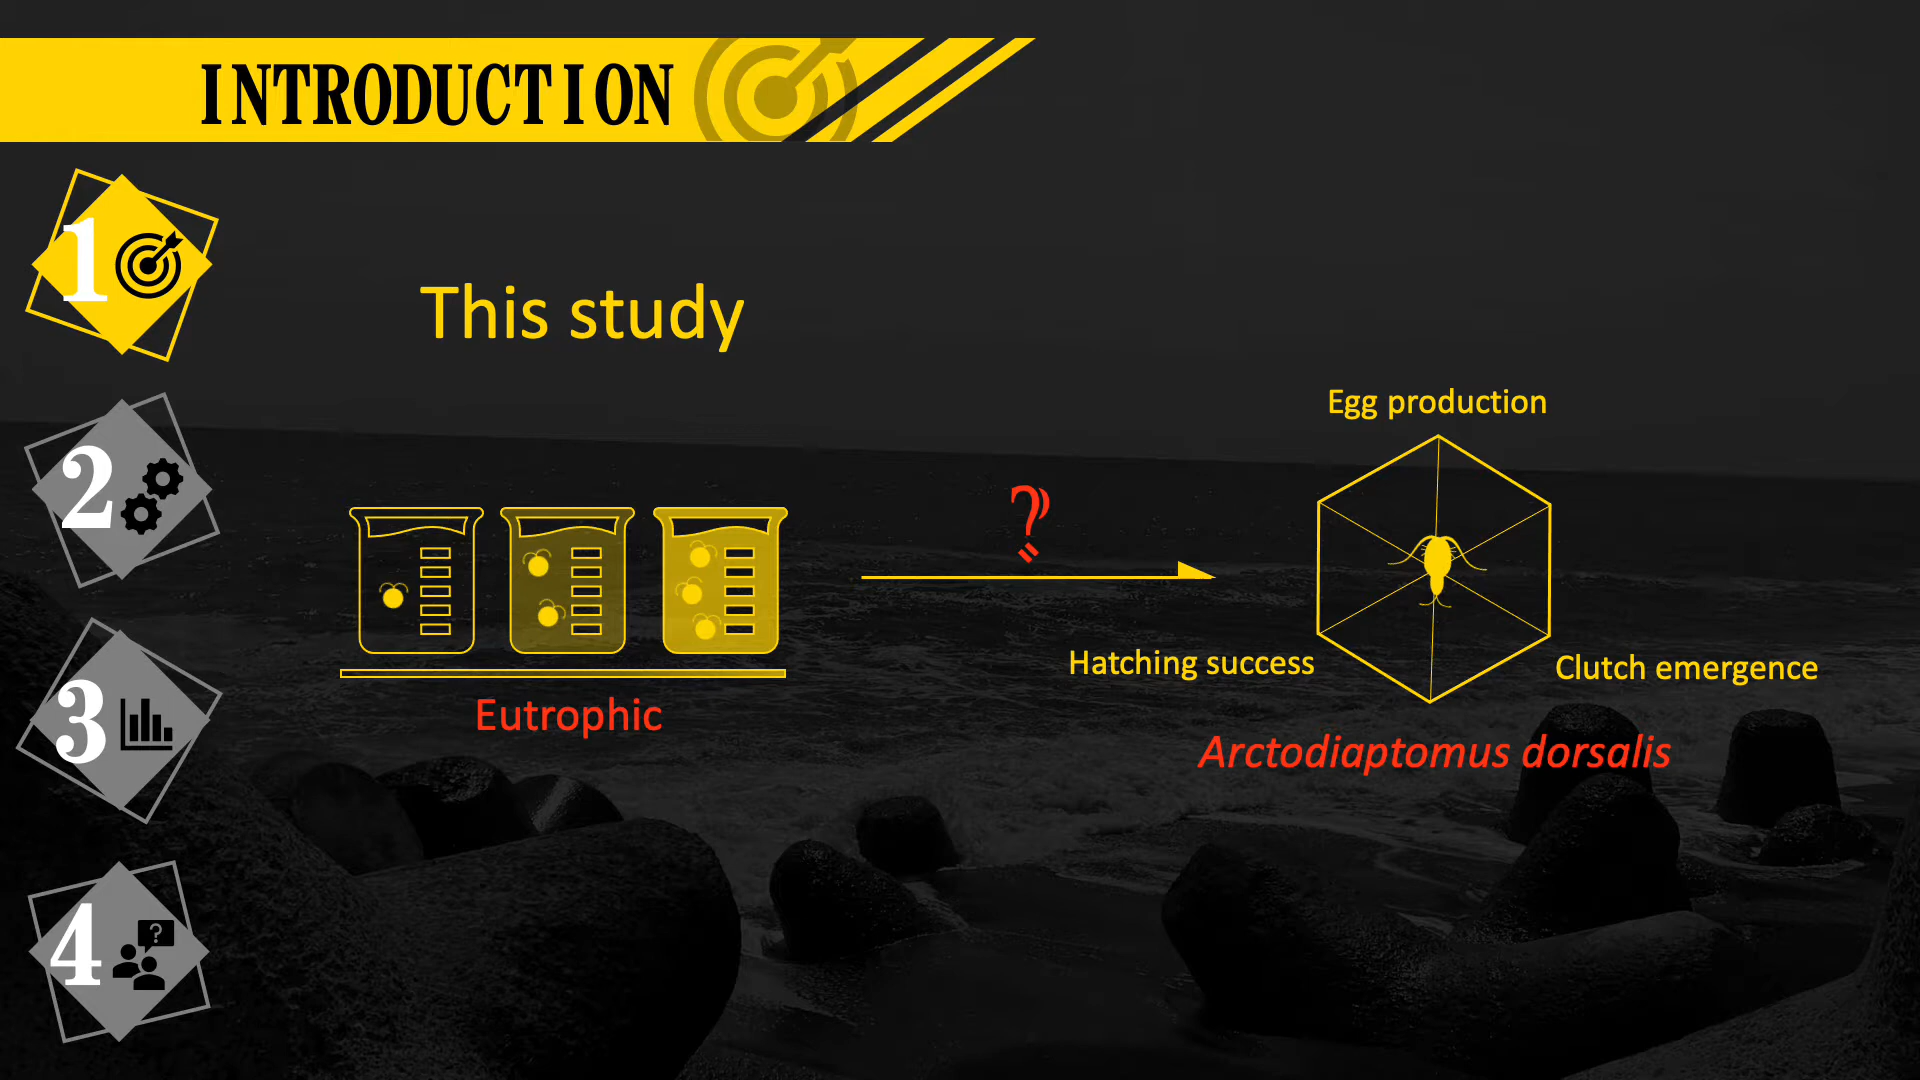 INTRODUCTION
1
This study
2
Egg production
?
Hatching success
Clutch emergence
Eutrophic
3
Arctodiaptomus dorsalis
4
?